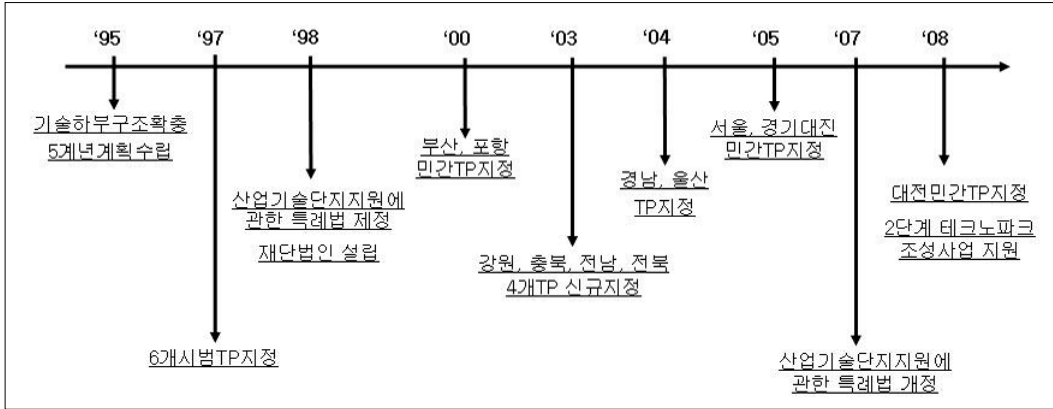 ‘95
‘97
‘98
‘00
‘03
‘04
‘05
‘07
‘08
기술하부구조확충
5계년계획수립
6개시범TP지정
산업기술단지지원에
관한 특례법 제정
재단법인 설립
부산, 포항
민간TP지정
강원, 충북, 전남, 전북
4개TP 신규지정
경남, 울산
TP지정
서울, 경기대진
민간TP지정
산업기술단지지원에
관한 특례법 개정
대전민간TP지정
2단계 테크노파크
조성사업 지원